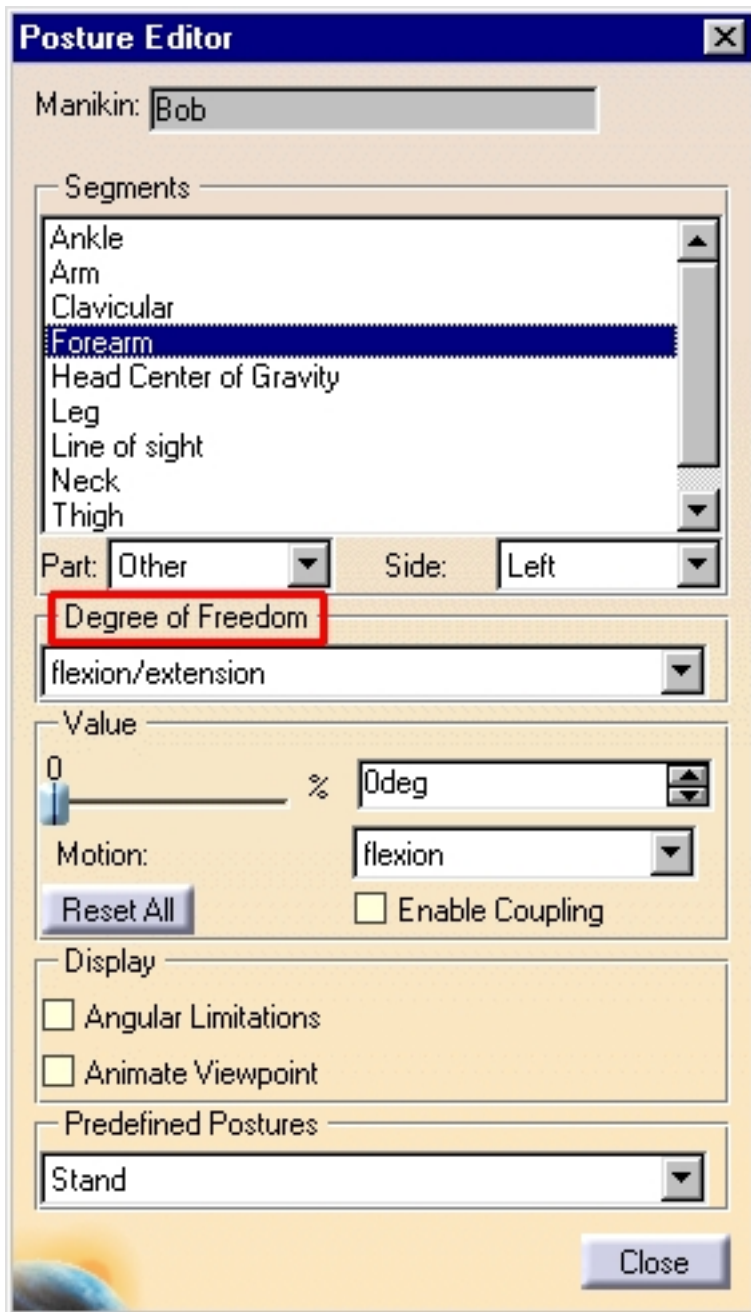 Posture Editor
Manikin: Bob
Segments
Ankle
Arm
Clavicular
Forearm
Head Center of Gravity
Leg
Line of sight
Neck
Thigh
Part: Other Side: Left
Degree of Freedom
flexion/extension
Value
0
% 0deg
Motion: flexion
Reset All Enable Coupling
Display
Angular Limitations
Animate Viewpoint
Predefined Postures
Stand
Close